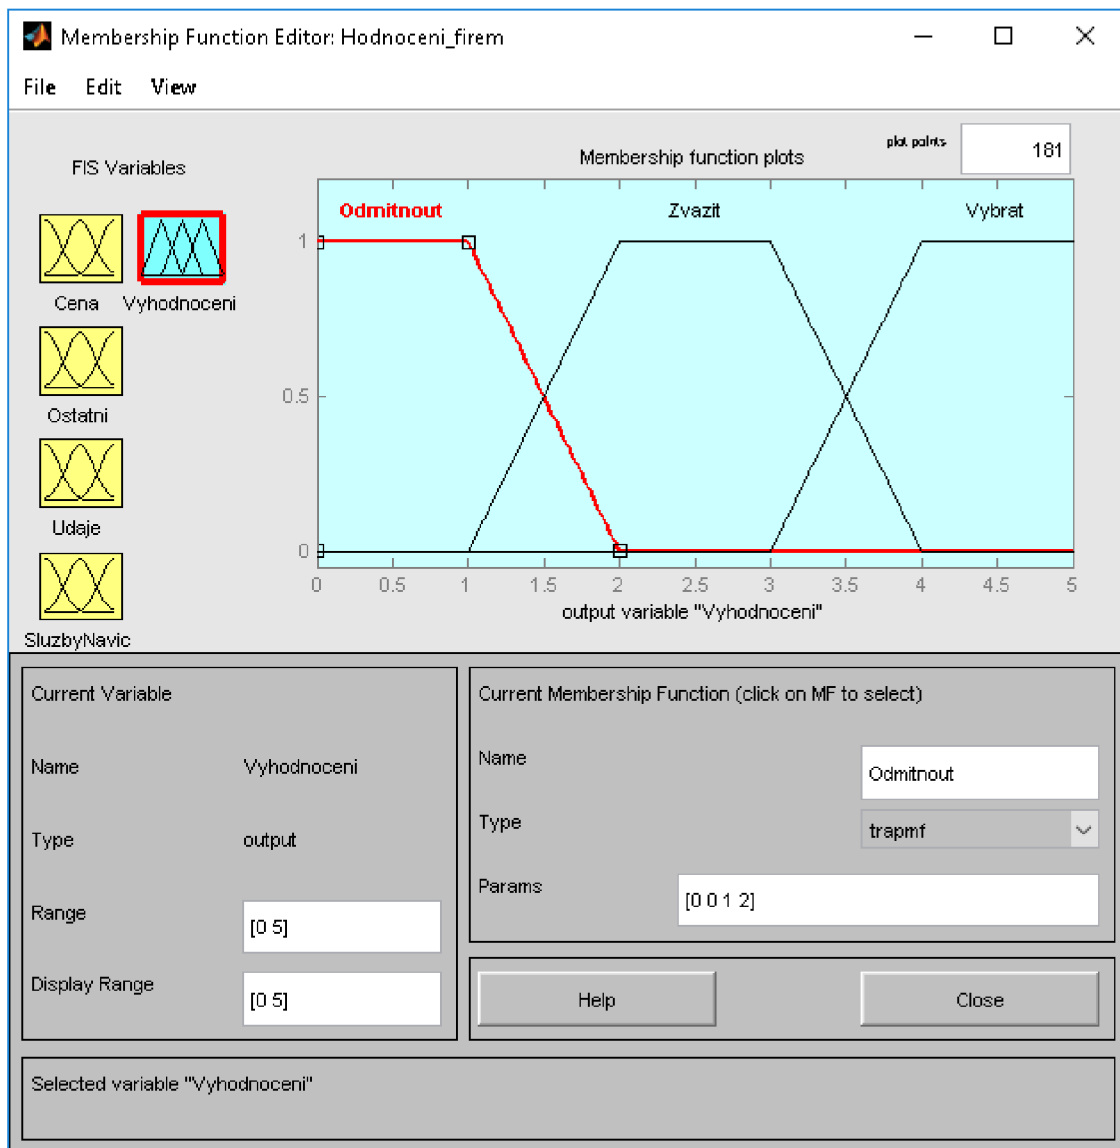 Membership Function Editor: Hodnoceni_firem
File Edit View
FIS Variables
Membership function plots
plot points
181
Cena
Vyhodnoceni
Ostatni
Udaje
SluzbyNavic
Odmitnout
Zvazit
Vybrat
1
0.5
0
0 0.5 1 1.5 2 2.5 3 3.5 4 4.5 5
output variable "Vyhodnoceni"
Current Variable
Name Vyhodnoceni
Type output
Range [0 5]
Display Range [0 5]
Current Membership Function (click on MF to select)
Name Odmitnout
Type trapmf
Params [0 0 1 2]
Help Close
Selected variable "Vyhodnoceni"